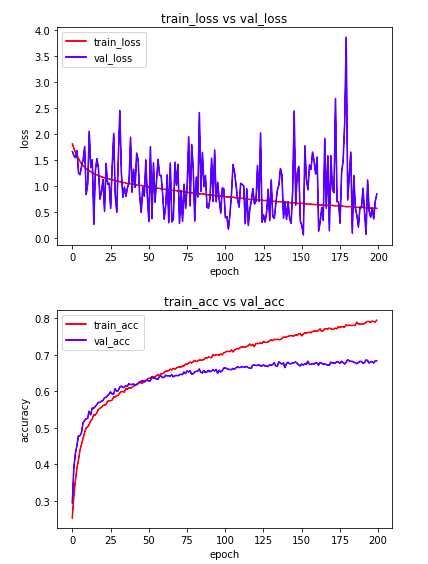 train_loss vs val_loss
4.0
3.5
3.0
2.5
2.0
1.5
1.0
0.5
0.0
loss
train_loss
val_loss
0 25 50 75 100 125 150 175 200
epoch
train_acc vs val_acc
0.8
0.7
0.6
0.5
0.4
0.3
accuracy
train_acc
val_acc
0 25 50 75 100 125 150 175 200
epoch